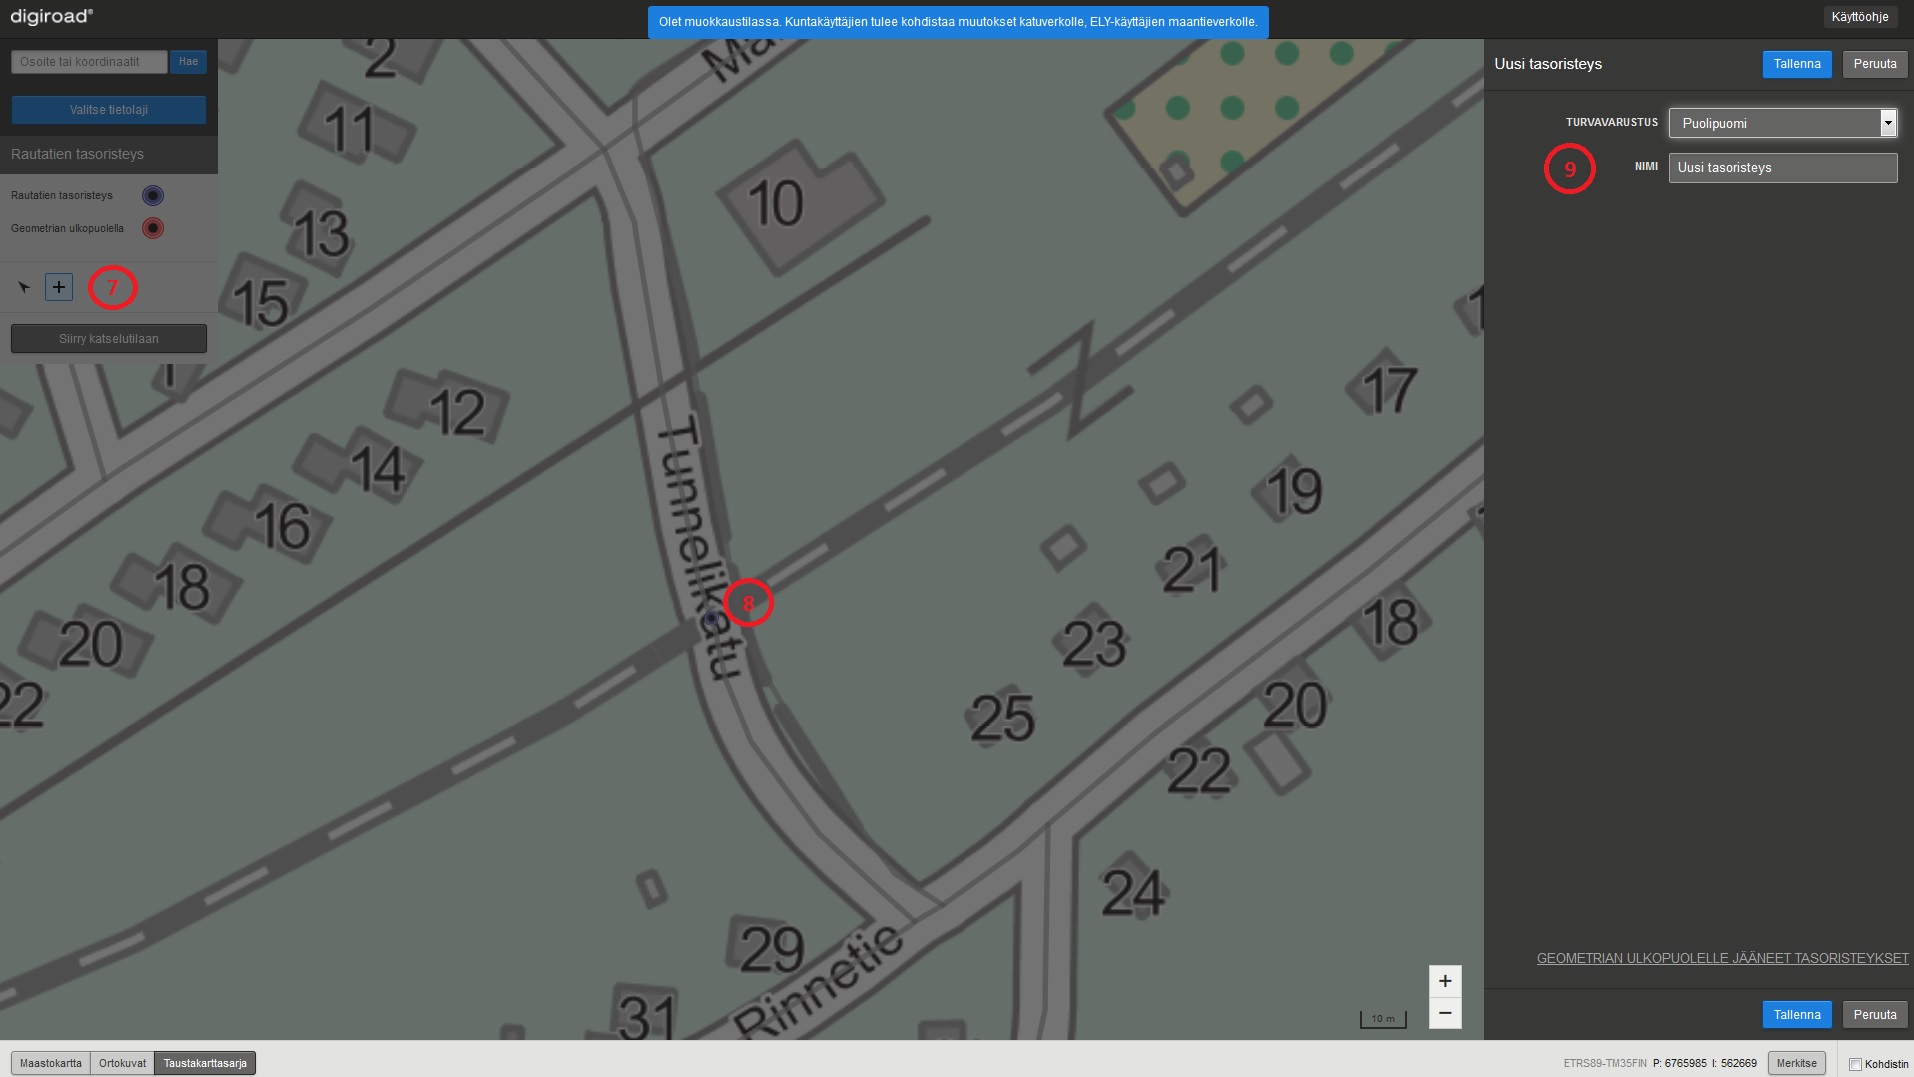 digiroad®
Olet muokkaustilassa. Kuntakäyttäjien tulee kohdistaa muutokset katuverkolle, ELY-käyttäjien maantieverkolle.
Käyttöohje
Osoite tai koordinaatit
Hae
Valitse tietolaji
Rautatien tasoristeys
Rautatien tasoristeys
Geometrian ulkopuolella
+
7
Siirry katselutilaan
Uusi tasoristeys
Tallenna
Peruuta
TURVAVARUSTUS
Puolipuomi
9
NIMI
Uusi tasoristeys
2
11
10
13
15
12
14
16
18
20
22
17
19
21
23
25
18
20
22
24
29
31
Tunnelikatu
8
Rinnetie
+
−
10 m
GEOMETRIAN ULKOPUOLELLE JÄÄNEET TASORISTEYKSET
Tallenna
Peruuta
Maastokartta
Ortokuvat
Taustakarttasarja
ETRS89-TM35FIN P: 6765985 I: 562669
Merkitse
Kohdistin